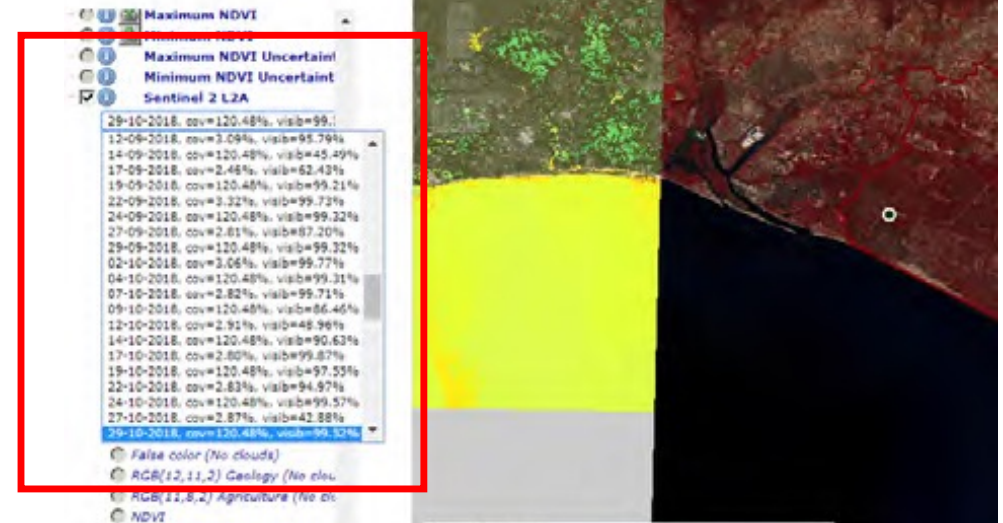 Maximum NDVI
Minimum NDVI
Maximum NDVI Uncertaint
Minimum NDVI Uncertaint
Sentinel 2 L2A
29-10-2018, cov=120.48%, visib=99.
12-09-2018, cov=3.09%, visib=95.79%
14-09-2018, cov=120.48%, visib=45.49%
17-09-2018, cov=2.46%, visib=62.43%
19-09-2018, cov=120.48%, visib=99.21%
22-09-2018, cov=3.32%, visib=99.73%
24-09-2018, cov=120.48%, visib=99.32%
27-09-2018, cov=2.81%, visib=87.20%
29-09-2018, cov=120.48%, visib=99.32%
02-10-2018, cov=3.06%, visib=99.77%
04-10-2018, cov=120.48%, visib=99.31%
07-10-2018, cov=2.82%, visib=99.71%
09-10-2018, cov=120.48%, visib=86.46%
12-10-2018, cov=2.91%, visib=48.96%
14-10-2018, cov=120.48%, visib=90.63%
17-10-2018, cov=2.80%, visib=99.87%
19-10-2018, cov=120.48%, visib=97.55%
22-10-2018, cov=2.83%, visib=94.97%
24-10-2018, cov=120.48%, visib=99.57%
27-10-2018, cov=2.87%, visib=42.88%
29-10-2018, cov=120.48%, visib=99.52%
False color (No clouds)
RGB(12,11,2) Geology (No clou
RGB(11,8,2) Agriculture (No clo
NDVI